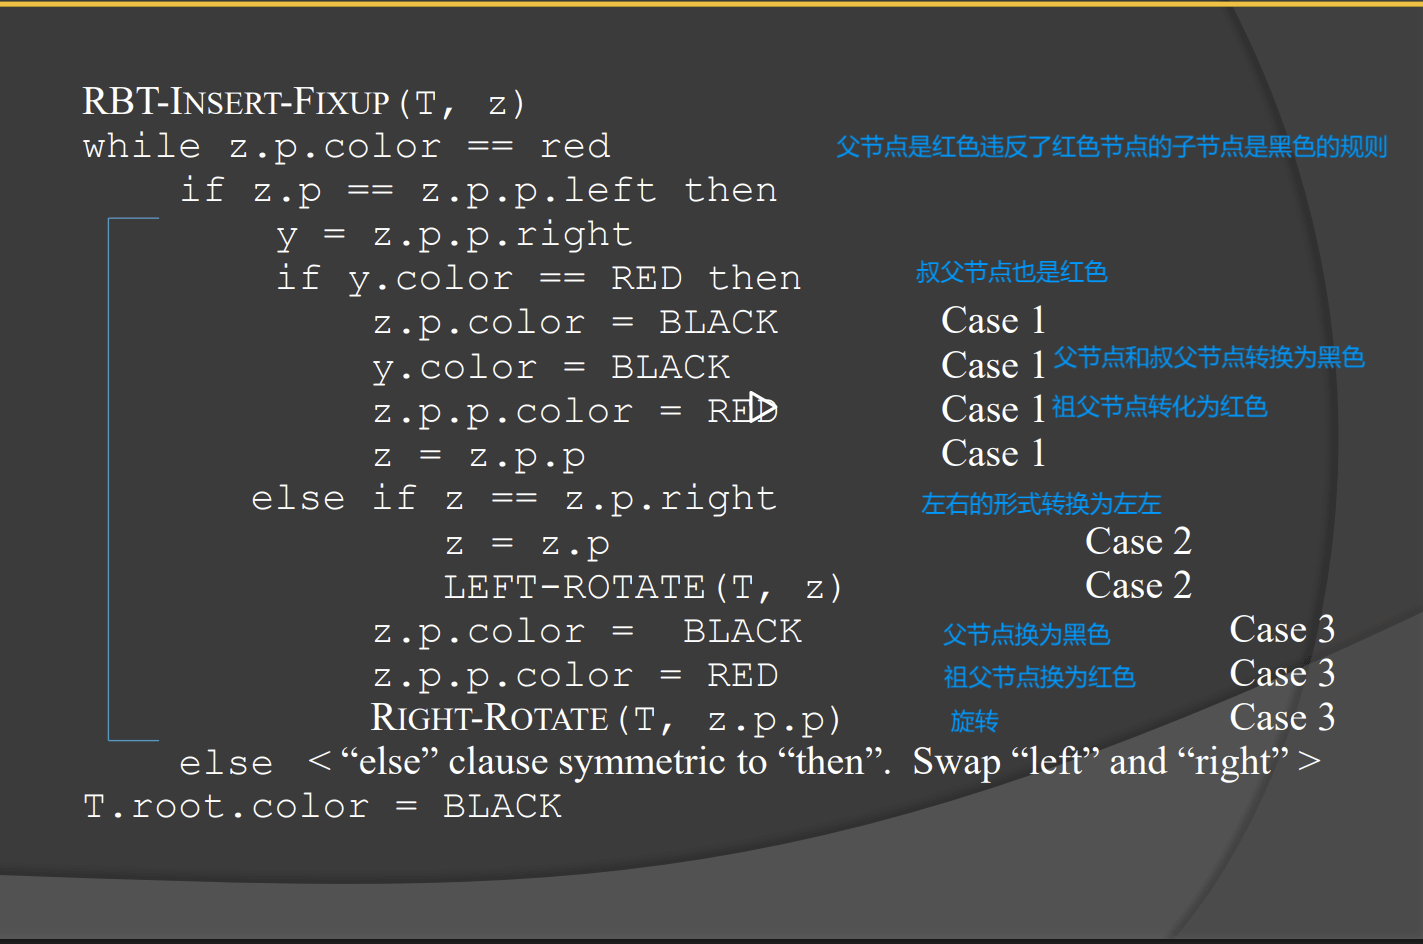 RBT-INSERT-FIXUP(T, z)
while z.p.color == red 父节点是红色违反了红色节点的子节点是黑色的规则
if z.p == z.p.p.left then
y = z.p.p.right
if y.color == RED then 叔父节点也是红色
z.p.color = BLACK Case 1
y.color = BLACK Case 1 父节点和叔父节点转换为黑色
z.p.p.color = RED Case 1 祖父节点转化为红色
z = z.p.p Case 1
else if z == z.p.right 左右的形式转换为左左
z = z.p Case 2
LEFT-ROTATE(T, z) Case 2
z.p.color = BLACK 父节点换为黑色 Case 3
z.p.p.color = RED 祖父节点换为红色 Case 3
RIGHT-ROTATE(T, z.p.p) 旋转 Case 3
else < “else” clause symmetric to “then”. Swap “left” and “right” >
T.root.color = BLACK